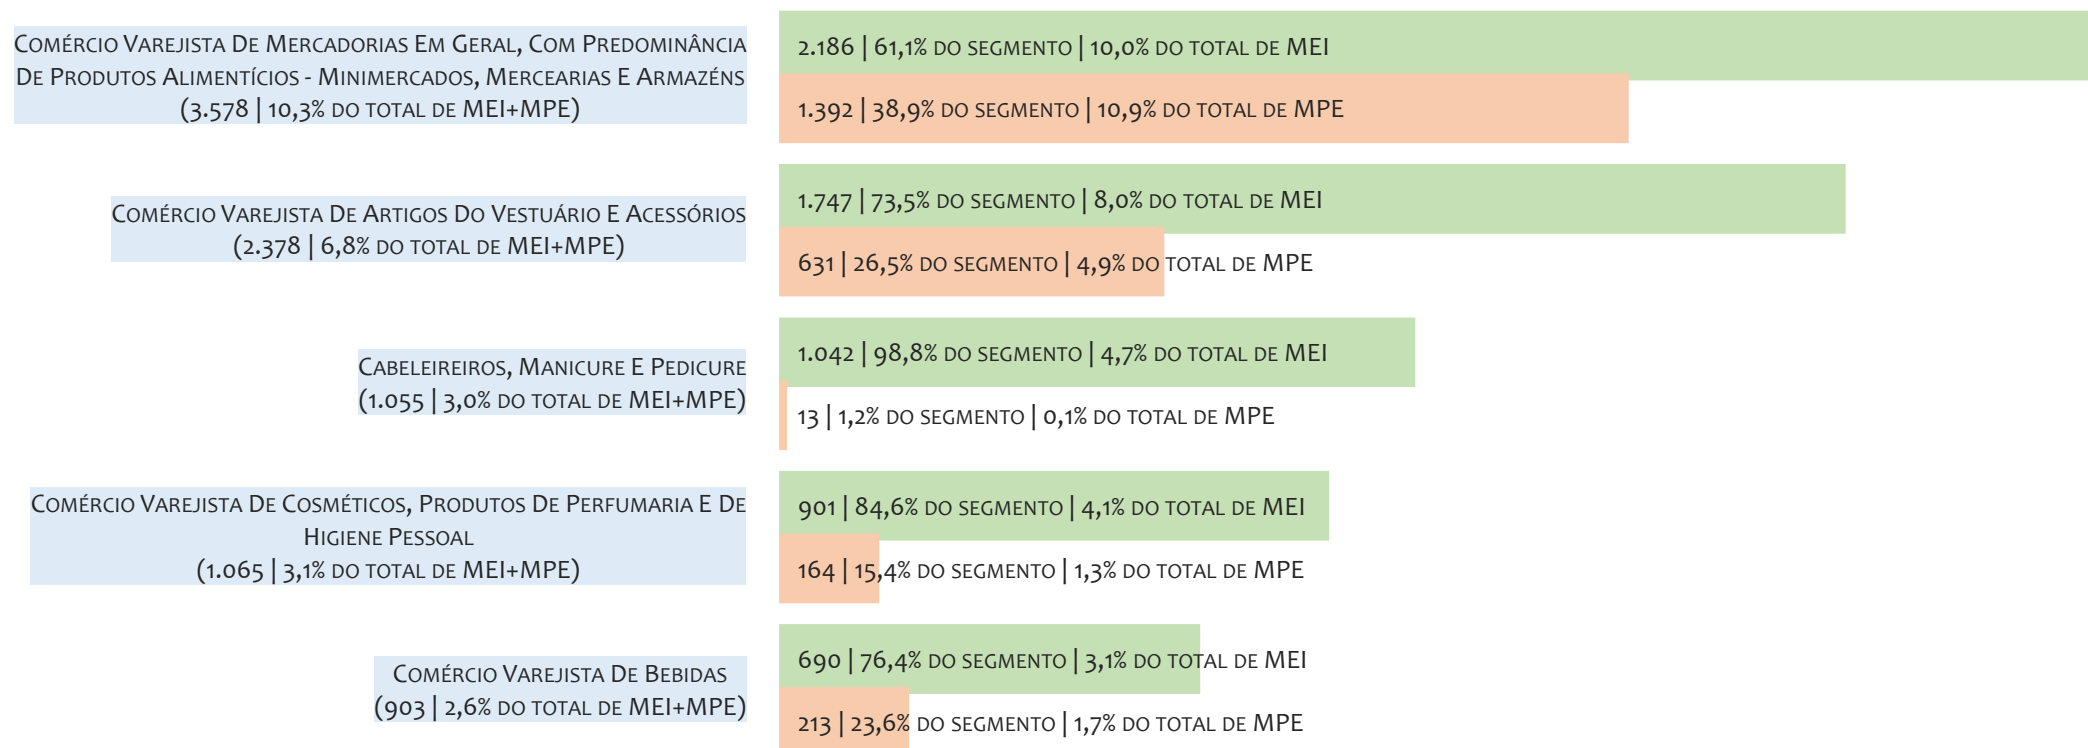 Comércio Varejista De Mercadorias Em Geral, Com Predominância
De Produtos Alimentícios - Minimercados, Mercearias E Armazéns
(3.578 | 10,3% do total de MEI+MPE)
2.186 | 61,1% do segmento | 10,0% do total de MEI
1.392 | 38,9% do segmento | 10,9% do total de MPE
Comércio Varejista De Artigos Do Vestuário E Acessórios
(2.378 | 6,8% do total de MEI+MPE)
1.747 | 73,5% do segmento | 8,0% do total de MEI
631 | 26,5% do segmento | 4,9% do total de MPE
Cabeleireiros, Manicure E Pedicure
(1.055 | 3,0% do total de MEI+MPE)
1.042 | 98,8% do segmento | 4,7% do total de MEI
13 | 1,2% do segmento | 0,1% do total de MPE
Comércio Varejista De Cosméticos, Produtos De Perfumaria E De
Higiene Pessoal
(1.065 | 3,1% do total de MEI+MPE)
901 | 84,6% do segmento | 4,1% do total de MEI
164 | 15,4% do segmento | 1,3% do total de MPE
Comércio Varejista De Bebidas
(903 | 2,6% do total de MEI+MPE)
690 | 76,4% do segmento | 3,1% do total de MEI
213 | 23,6% do segmento | 1,7% do total de MPE